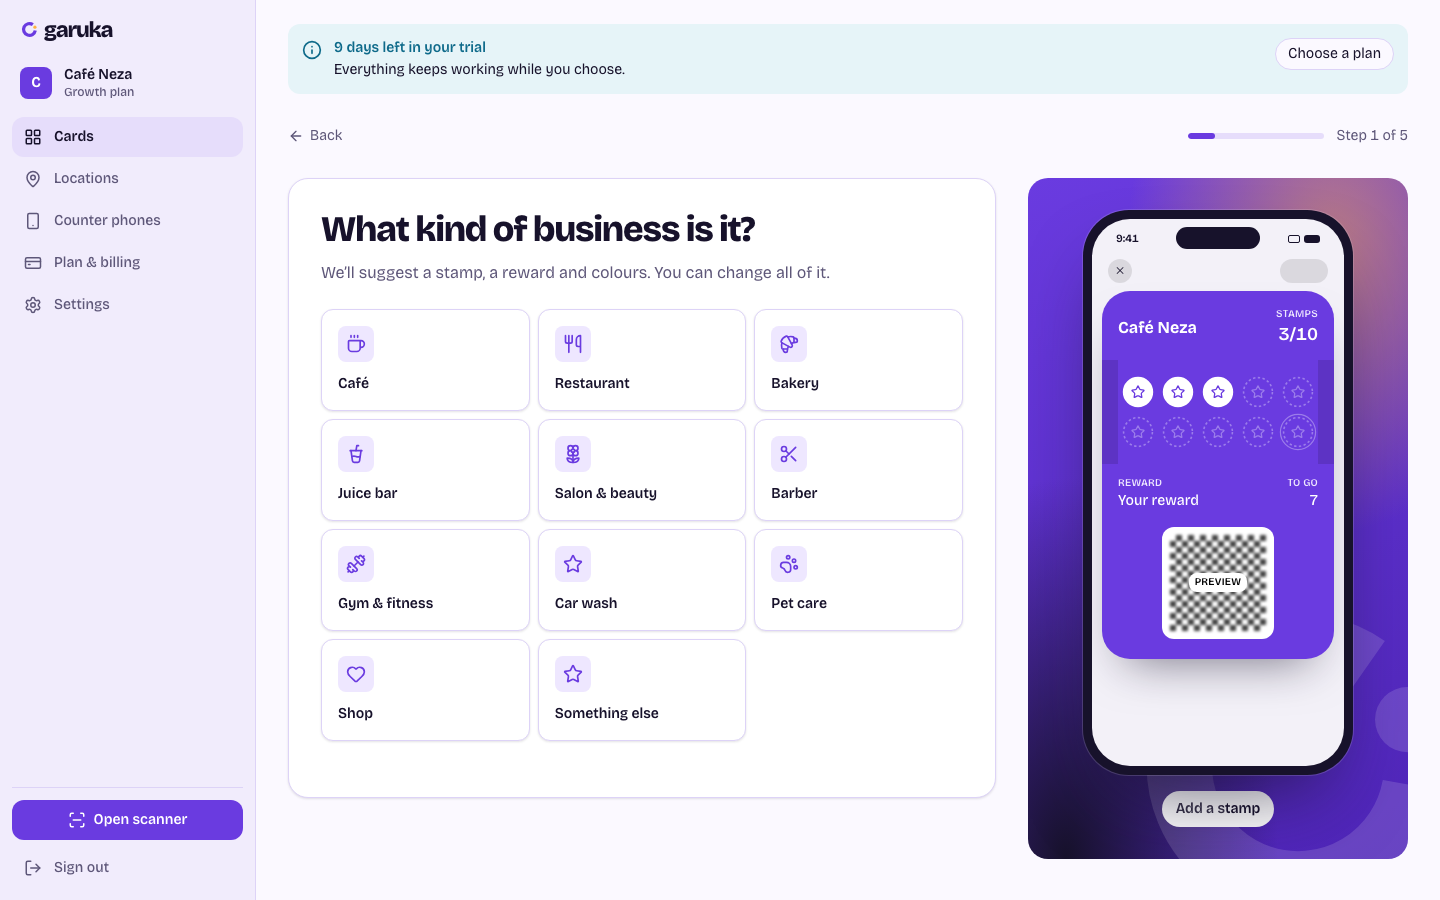 garuka
C
Café Neza
Growth plan
Cards
Locations
Counter phones
Plan & billing
Settings
Open scanner
Sign out
9 days left in your trial
Everything keeps working while you choose.
Choose a plan
Back
Step 1 of 5
What kind of business is it?
We'll suggest a stamp, a reward and colours. You can change all of it.
Café
Restaurant
Bakery
Juice bar
Salon & beauty
Barber
Gym & fitness
Car wash
Pet care
Shop
Something else
9:41
Café Neza
STAMPS
3/10
REWARD
TO GO
Your reward
7
PREVIEW
Add a stamp